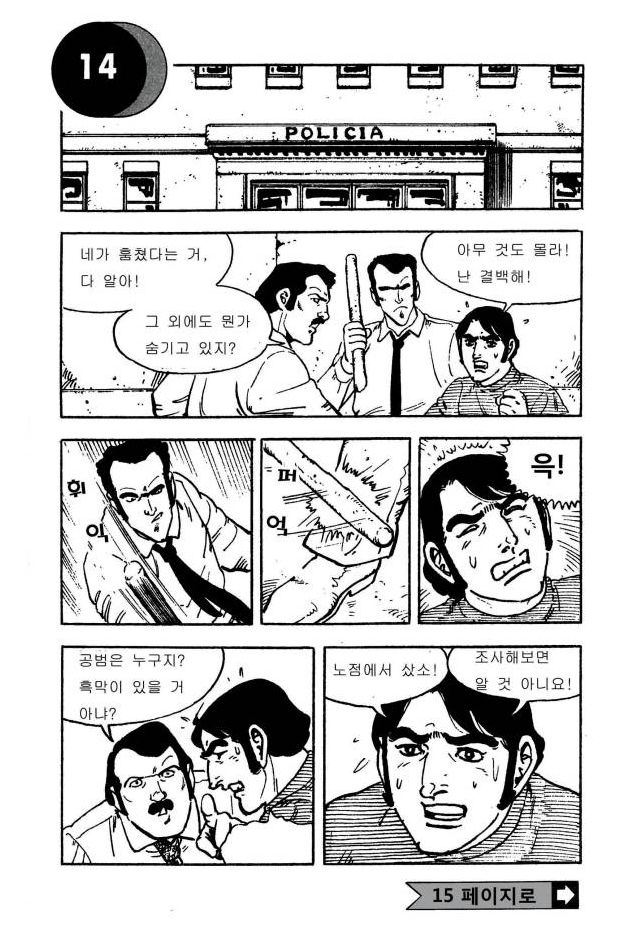 14
POLICIA
네가 훔쳤다는 거,
다 알아!
그 외에도 뭔가
숨기고 있지?
아무 것도 몰라!
난 결백해!
휘
익
퍼
억
윽!
공범은 누구지?
흑막이 있을 거
아냐?
노점에서 샀소!
조사해보면
알 것 아니요!
15 페이지로